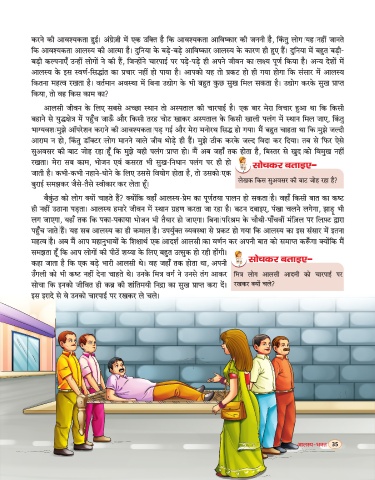 करने की आवश्यकता हुई। अंग्रेज़ी में एक उक्ति है कि आवश्यकता आविष्कार की जननी है, किंतु लोग यह नहीं जानते
कि आवश्यकता आलस्य की आत्मा है। दुनिया के बड़े-बड़े आविष्कार आलस्य के कारण ही हुए हैं। दुनिया में बहुत बड़ी-
बड़ी कल्पनाएँ उन्हीं लोगों ने की हैं, जिन्होंने चारपाई पर पड़े-पड़े ही अपने जीवन का लक्ष्य पूर्ण किया है। अन्य देशों में
आलस्य के इस स्वर्ण-सिद्धांत का प्रचार नहीं हो पाया है। आपको यह तो प्रकट हो ही गया होगा कि संसार में आलस्य
कितना महत्व रखता है। वर्तमान अवस्था में बिना उद्योग के भी बहुत कुछ सुख मिल सकता है। उद्योग करके सुख प्राप्त
किया, तो वह किस काम का?
आलसी जीवन के लिए सबसे अच्छा स्थान तो अस्पताल की चारपाई है। एक बार मेरा विचार हुआ था कि किसी
बहाने से युद्धक्षेत्र में पहुँच जाऊँ और किसी तरह चोट खाकर अस्पताल के किसी खाली पलंग में स्थान मिल जाए, किंतु
भाग्यवश मुझे ऑपरेशन कराने की आवश्यकता पड़ गई और मेरा मनोरथ सिद्ध हो गया। मैं बहुत चाहता था कि मुझे जल्दी
आराम न हो, किंतु डॉक्टर लोग मानने वाले जीव थोड़े ही हैं। मुझे ठीक करके जल्द विदा कर दिया। तब से फिर ऐसे
सुअवसर की बाट जोह रहा हूँ कि मुझे वही पलंग प्राप्त हो। मैं अब जहाँ तक होता है, बिस्तर से खुद को विमुख नहीं
रखता। मेरा सब काम, भोजन एवं कसरत भी सुख-निधान पलंग पर ही हो
जाती है। कभी-कभी नहाने-धोने के लिए उससे वियोग होता है, तो उसको एक
बुराई समझकर जैसे-तैसे स्वीकार कर लेता हूँ।
सोचकर बताइए–
लेखक किस सुअवसर की बाट जोह रहा है?
बैकुंठ को लोग क्यों चाहते हैं? क्योंकि वहाँ आलस्य-प्रेम का पूर्णतया पालन हो सकता है। वहाँ किसी बात का कष्ट
ही नहीं उठाना पड़ता। आलस्य हमारे जीवन में स्थान ग्रहण करता जा रहा है। बटन दबाइए, पंखा चलने लगेगा, झाड़ू भी
लग जाएगा, यहाँ तक कि पका-पकाया भोजन भी तैयार हो जाएगा। बिना परिश्रम के चौथी-पाँचवीं मंज़िल पर लिफ़्ट द्वारा
पहुँच जाते हैं। यह सब आलस्य का ही कमाल है। उपर्युक्त व्यवस्था से प्रकट हो गया कि आलस्य का इस संसार में इतना
महत्व है। अब मैं आप महानुभावों के शिक्षार्थ एक आदर्श आलसी का वर्णन कर अपनी बात को समाप्त करूँगा क्योंकि मैं
समझता हूँ कि आप लोगों की पीठें शय्या के लिए बहुत उत्सुक हो रही होंगी।
कहा जाता है कि एक बड़े भारी आलसी थे। वह जहाँ तक होता था, अपनी
उँगली को भी कष्ट नहीं देना चाहते थे। उनके मित्र वर्ग ने उनसे तंग आकर
सोचा कि इनको जीवित ही कब्र की शांतिमयी निद्रा का सुख प्राप्त करा दें।
इस इरादे से वे उनको चारपाई पर रखकर ले चले।
सोचकर बताइए–
मित्र लोग आलसी आदमी को चारपाई पर
रखकर क्यों चले?
35